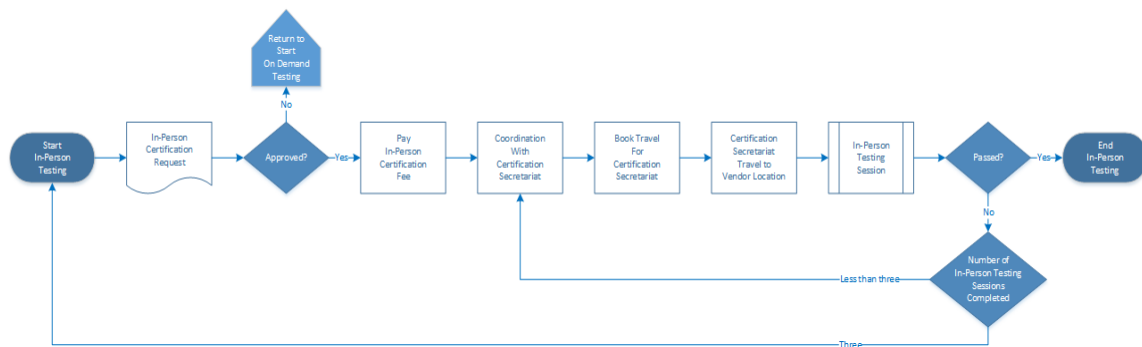 Return to
Start
On Demand
Testing
No
Start
In-Person
Testing
In-Person
Certification
Request
Approved?
Yes
Pay
In-Person
Certification
Fee
Coordination
With
Certification
Secretariat
Book Travel
For
Certification
Secretariat
Certification
Secretariat
Travel to
Vendor Location
In-Person
Testing
Session
Passed?
Yes
End
In-Person
Testing
No
Number of
In-Person Testing
Sessions
Completed
Less than three
Three